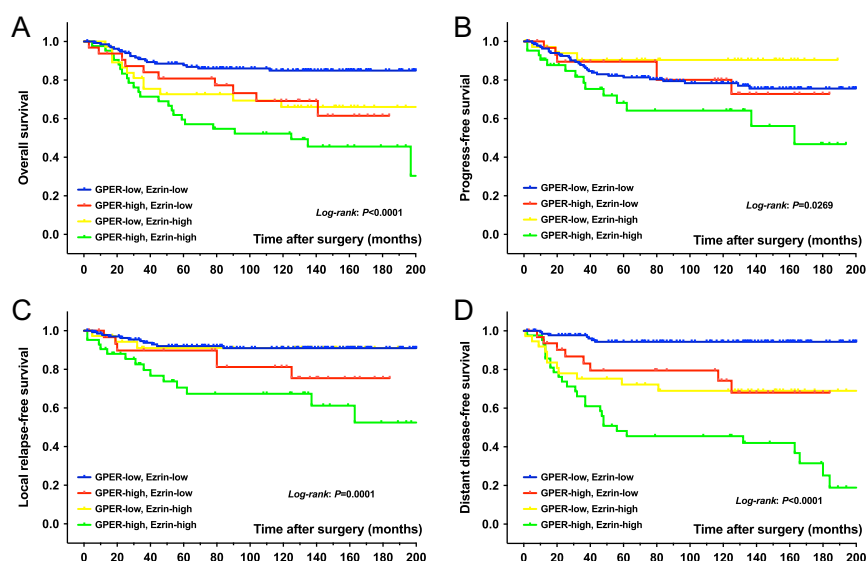 A
Overall survival
1.0
0.8
0.6
0.4
0.2
0.0
GPER-low, Ezrin-low
GPER-high, Ezrin-low
GPER-low, Ezrin-high
GPER-high, Ezrin-high
Log-rank: P<0.0001
Time after surgery (months)
0 20 40 60 80 100 120 140 160 180 200
B
Progress-free survial
1.0
0.8
0.6
0.4
0.2
0.0
GPER-low, Ezrin-low
GPER-high, Ezrin-low
GPER-low, Ezrin-high
GPER-high, Ezrin-high
Log-rank: P=0.0269
Time after surgery (months)
0 20 40 60 80 100 120 140 160 180 200
C
Local relapse-free survival
1.0
0.8
0.6
0.4
0.2
0.0
GPER-low, Ezrin-low
GPER-high, Ezrin-low
GPER-low, Ezrin-high
GPER-high, Ezrin-high
Log-rank: P=0.0001
Time after surgery (months)
0 20 40 60 80 100 120 140 160 180 200
D
Distant disease-free survival
1.0
0.8
0.6
0.4
0.2
0.0
GPER-low, Ezrin-low
GPER-high, Ezrin-low
GPER-low, Ezrin-high
GPER-high, Ezrin-high
Log-rank: P<0.0001
Time after surgery (months)
0 20 40 60 80 100 120 140 160 180 200